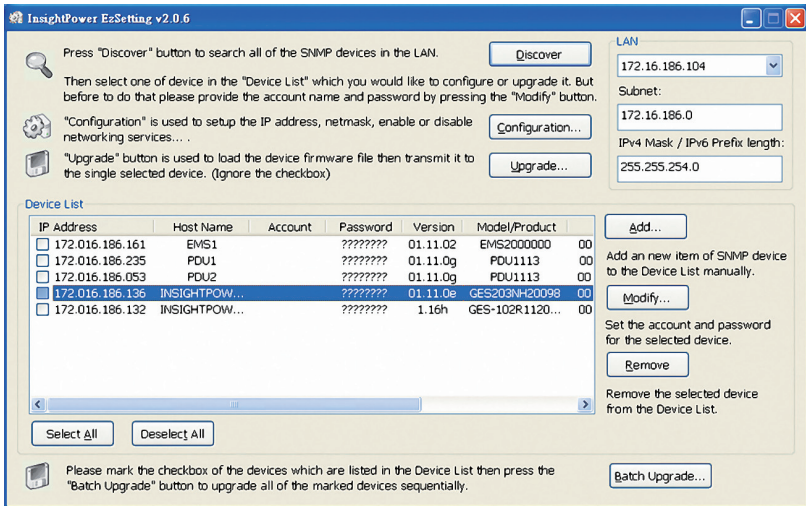 InsightPower EzSetting v2.0.6
Press "Discover" button to search all of the SNMP devices in the LAN.
Discover
Then select one of device in the "Device List" which you would like to configure or upgrade it. But
before to do that please provide the account name and password by pressing the "Modify" button.
"Configuration" is used to setup the IP address, netmask, enable or disable
networking services... .
Configuration...
"Upgrade" button is used to load the device firmware file then transmit it to
the single selected device. (Ignore the checkbox)
Upgrade...
LAN
172.16.186.104
Subnet:
172.16.186.0
IPv4 Mask / IPv6 Prefix length:
255.255.254.0
Device List
IP Address Host Name Account Password Version Model/Product
172.016.186.161 EMS1 ???????? 01.11.02 EMS2000000 00
172.016.186.235 PDU1 ???????? 01.11.0g PDU1113 00
172.016.186.053 PDU2 ???????? 01.11.0g PDU1113 00
172.016.186.136 INSIGHTPOW... ???????? 01.11.0e GES203NH20098 00
172.016.186.132 INSIGHTPOW... ???????? 1.16h GES-102R1120... 00
Add...
Add an new item of SNMP device
to the Device List manually.
Modify...
Set the account and password
for the selected device.
Remove
Remove the selected device
from the Device List.
Select All
Deselect All
Please mark the checkbox of the devices which are listed in the Device List then press the
"Batch Upgrade" button to upgrade all of the marked devices sequentially.
Batch Upgrade...